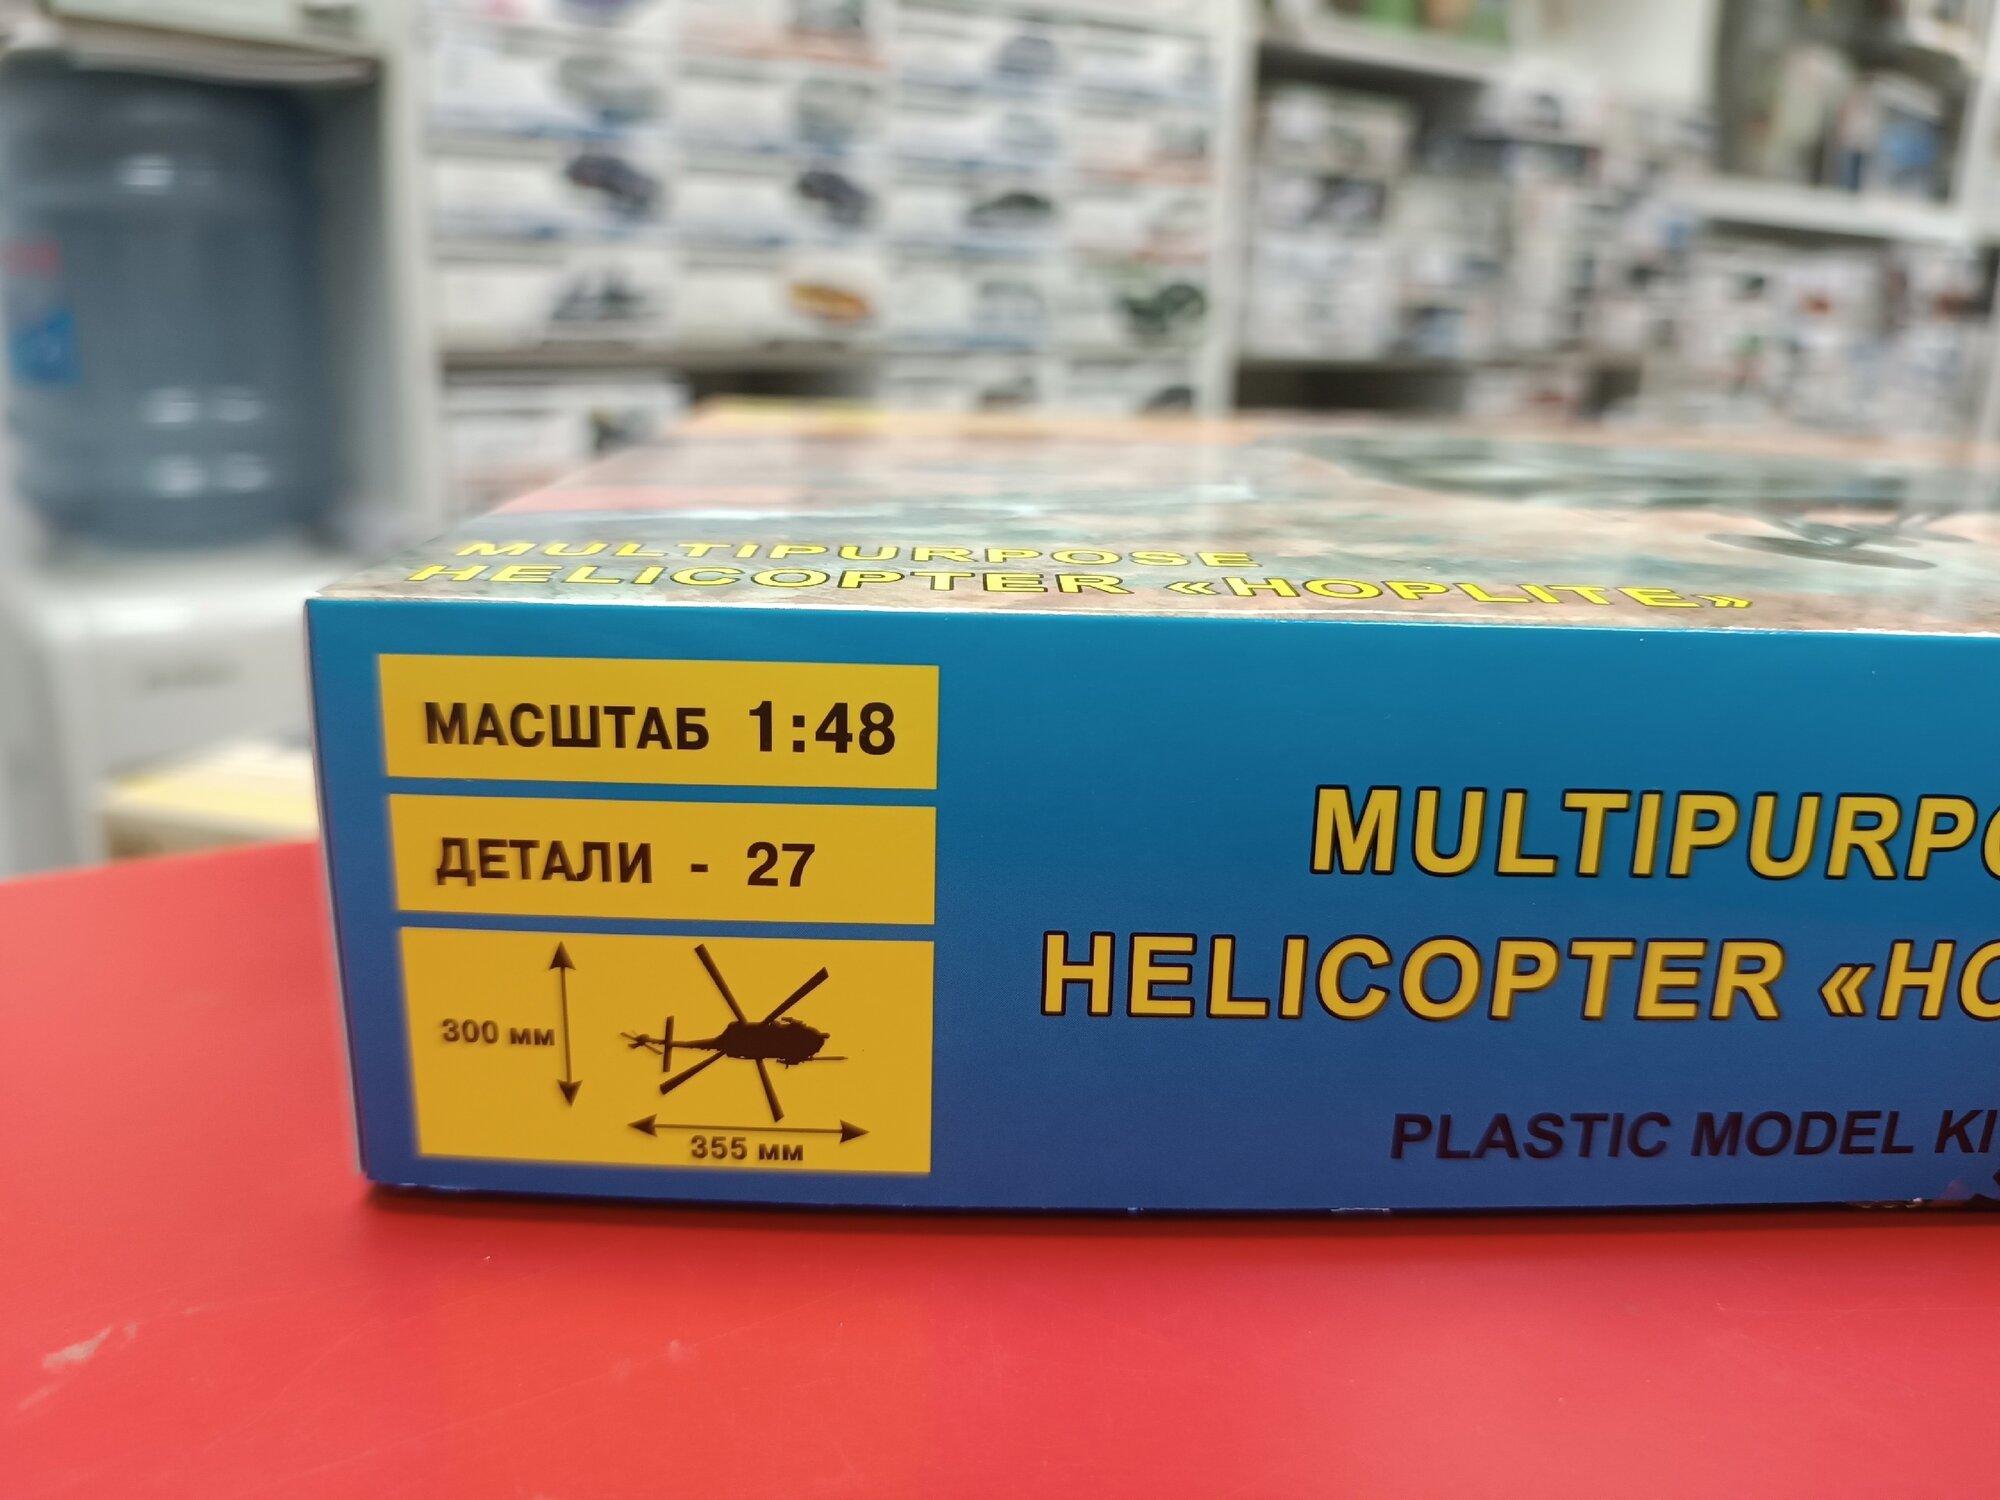 MULTIPURPOSE
HELICOPTER «HOPLITE»
МАСШТАБ 1:48
ДЕТАЛИ - 27
300 мм
355 мм
MULTIPURPO
HELICOPTER «HO
PLASTIC MODEL KI